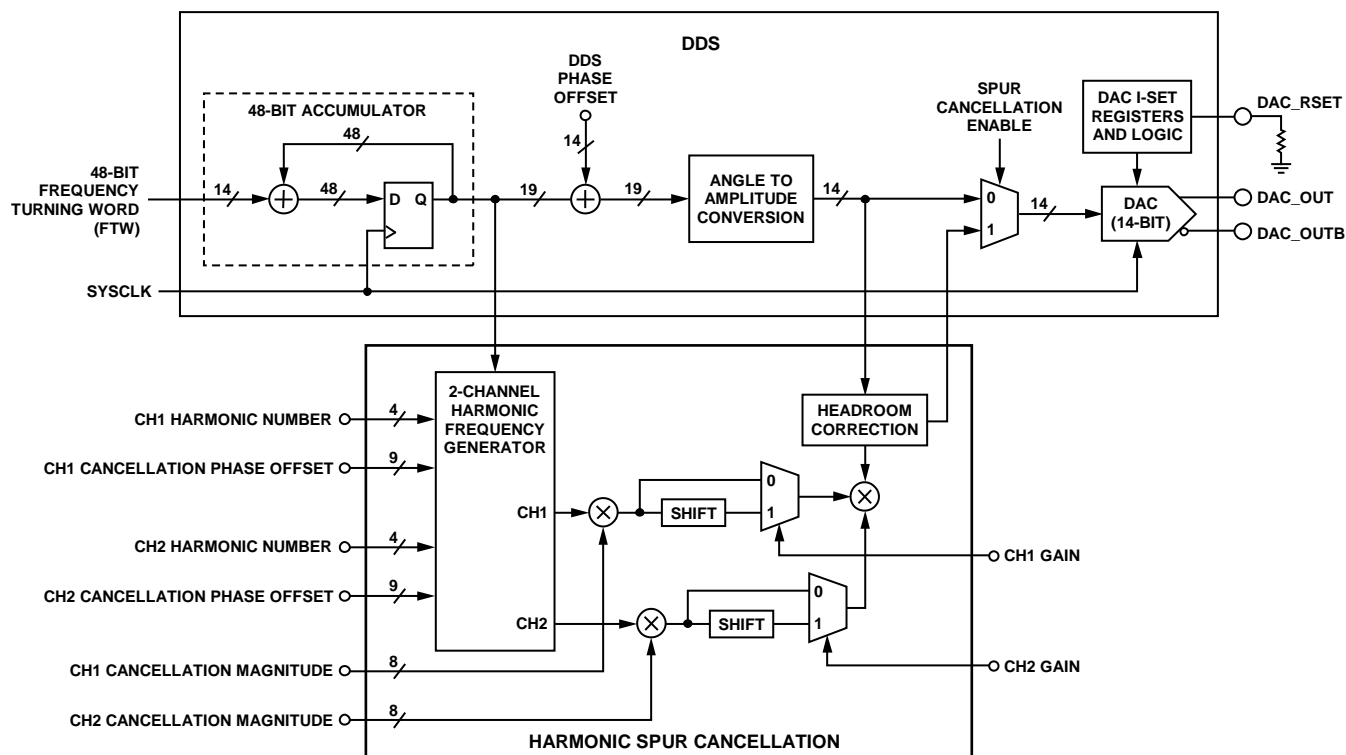 DDS
DDS
PHASE
OFFSET
14
SPUR
CANCELLATION
ENABLE
DAC I-SET
REGISTERS
AND LOGIC
DAC_RSET
48-BIT ACCUMULATOR
48
48-BIT
FREQUENCY
TURNING WORD
(FTW)
14
48
D Q
19
19
ANGLE TO
AMPLITUDE
CONVERSION
14
0
1
14
DAC
(14-BIT)
DAC_OUT
DAC_OUTB
SYSCLK
2-CHANNEL
HARMONIC
FREQUENCY
GENERATOR
HEADROOM
CORRECTION
CH1 HARMONIC NUMBER
4
CH1 CANCELLATION PHASE OFFSET
9
CH1
SHIFT
0
1
CH2 HARMONIC NUMBER
4
CH1 GAIN
CH2 CANCELLATION PHASE OFFSET
9
CH2
SHIFT
0
1
CH1 CANCELLATION MAGNITUDE
8
CH2 GAIN
CH2 CANCELLATION MAGNITUDE
8
HARMONIC SPUR CANCELLATION